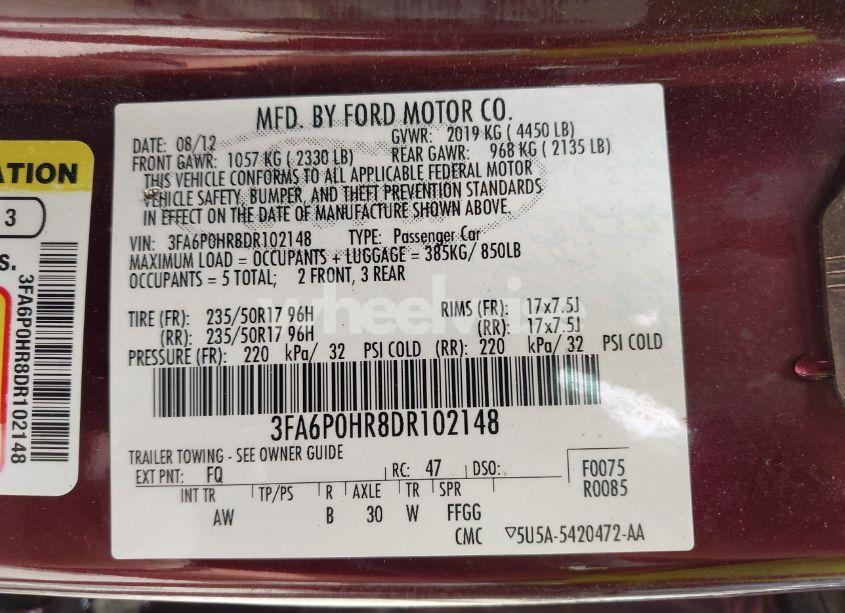 MFD. BY FORD MOTOR CO.
DATE: 08/12 GVWR: 2019 KG ( 4450 LB)
FRONT GAWR: 1057 KG ( 2330 LB) REAR GAWR: 968 KG ( 2135 LB)
THIS VEHICLE CONFORMS TO ALL APPLICABLE FEDERAL MOTOR
VEHICLE SAFETY, BUMPER, AND THEFT PREVENTION STANDARDS
IN EFFECT ON THE DATE OF MANUFACTURE SHOWN ABOVE.
VIN: 3FA6P0HR8DR102148 TYPE: Passenger Car
MAXIMUM LOAD = OCCUPANTS + LUGGAGE = 385KG/ 850LB
OCCUPANTS = 5 TOTAL; 2 FRONT, 3 REAR
TIRE (FR): 235/50R17 96H RIMS (FR): 17x7.5J
(RR): 235/50R17 96H (RR): 17x7.5J
PRESSURE (FR): 220 kPa/ 32 PSI COLD (RR): 220 kPa/ 32 PSI COLD
3FA6P0HR8DR102148
TRAILER TOWING - SEE OWNER GUIDE
EXT PNT: FQ RC: 47 DSO: F0075
R0085
INT TR TP/PS R AXLE TR SPR
AW B 30 W FFGG
CMC ▽5U5A-5420472-AA
ATION
3
S.
3FA6P0HR8DR102148
wheelvi